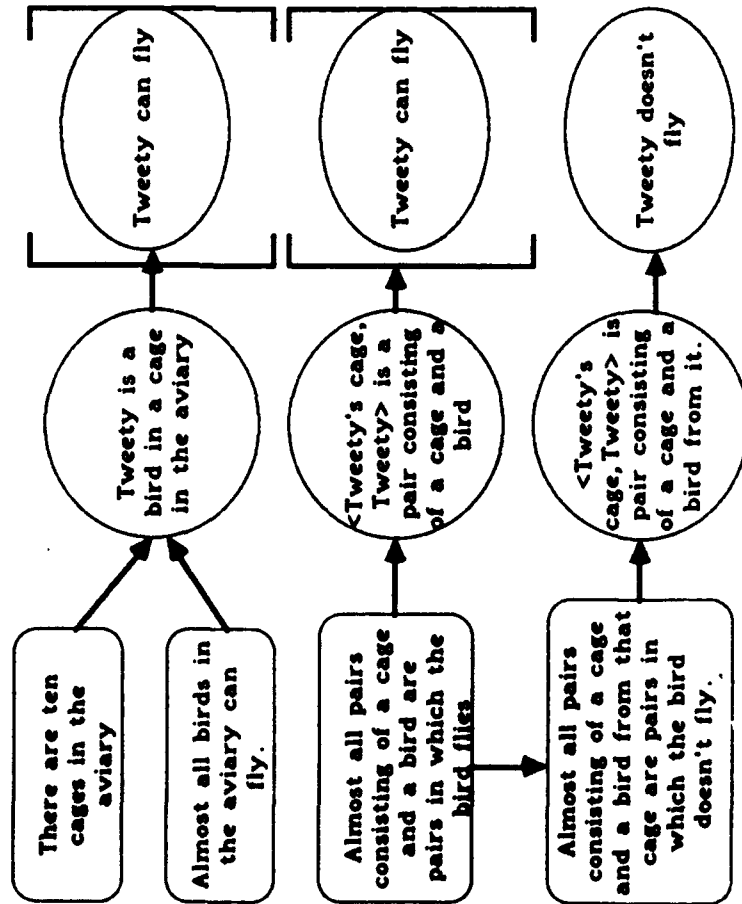 There are ten
cages in the
aviary
Almost all birds in
the aviary can
fly.
Tweety is a
bird in a cage
in the aviary
Tweety can fly
Almost all pairs
consisting of a cage
and a bird are
pairs in which the
bird flies
<Tweety's cage,
Tweety> is a
pair consisting
of a cage and a
bird
Tweety can fly
Almost all pairs
consisting of a cage
and a bird from that
cage are pairs in
which the bird
doesn't fly.
<Tweety's
cage,Tweety> is
pair consisting
of a cage and a
bird from it.
Tweety doesn't
fly